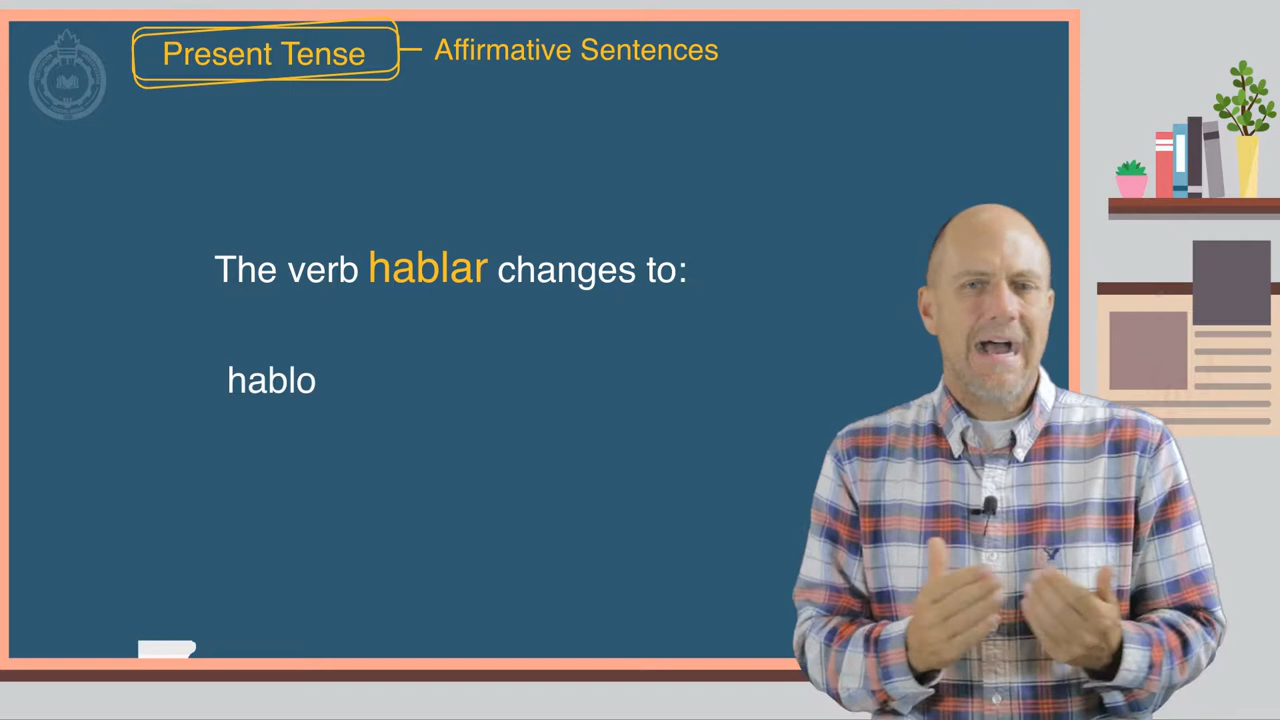 Present Tense
Affirmative Sentences
The verb hablar changes to:
hablo